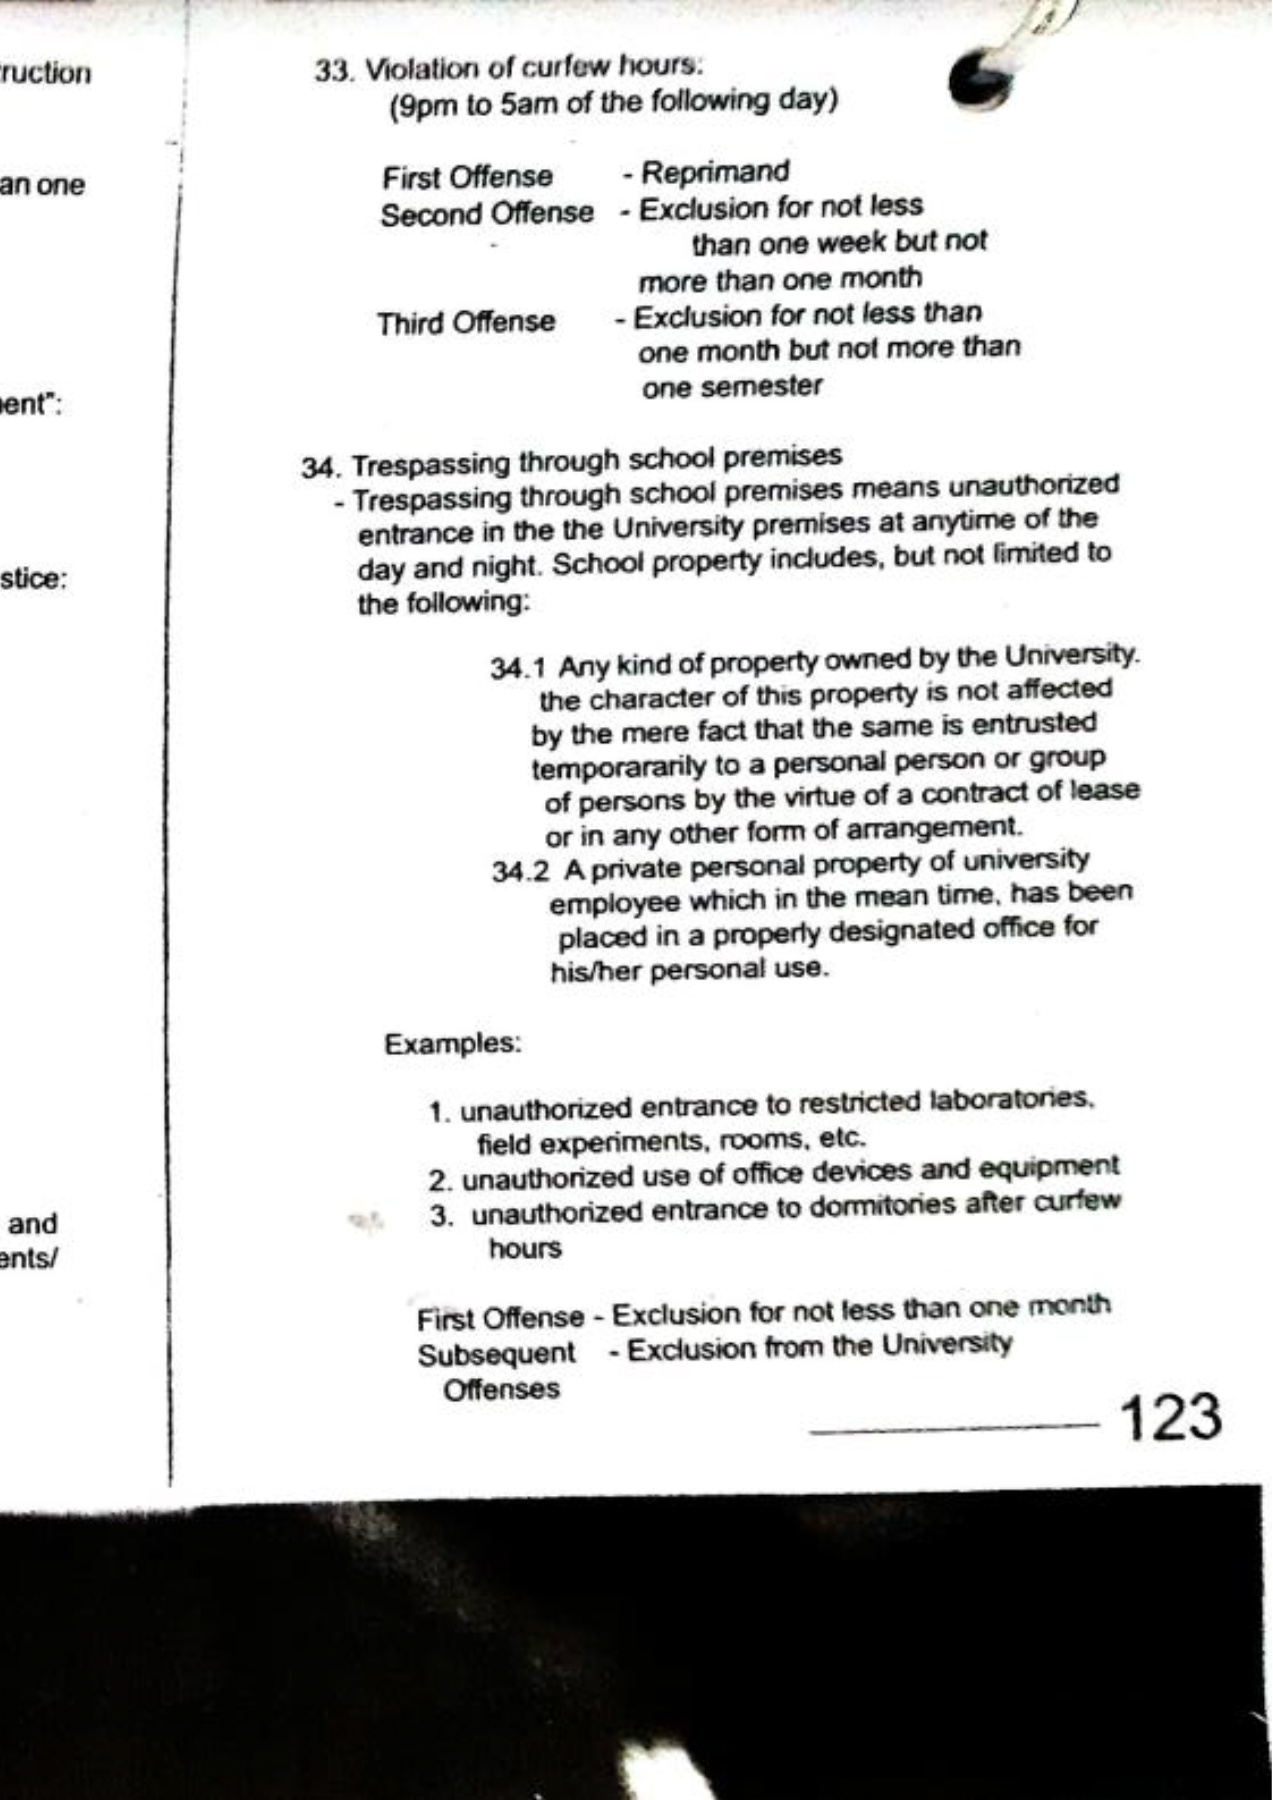 ruction
an one
ent":
stice:
and
ents/
33. Violation of curfew hours:
(9pm to 5am of the following day)
First Offense - Reprimand
Second Offense - Exclusion for not less
than one week but not
more than one month
Third Offense - Exclusion for not less than
one month but not more than
one semester
34. Trespassing through school premises
- Trespassing through school premises means unauthorized
entrance in the the University premises at anytime of the
day and night. School property includes, but not limited to
the following:
34.1 Any kind of property owned by the University.
the character of this property is not affected
by the mere fact that the same is entrusted
temporararily to a personal person or group
of persons by the virtue of a contract of lease
or in any other form of arrangement.
34.2 A private personal property of university
employee which in the mean time, has been
placed in a properly designated office for
his/her personal use.
Examples:
1. unauthorized entrance to restricted laboratories,
field experiments, rooms, etc.
2. unauthorized use of office devices and equipment
3. unauthorized entrance to dormitories after curfew
hours
First Offense - Exclusion for not less than one month
Subsequent - Exclusion from the University
Offenses
123